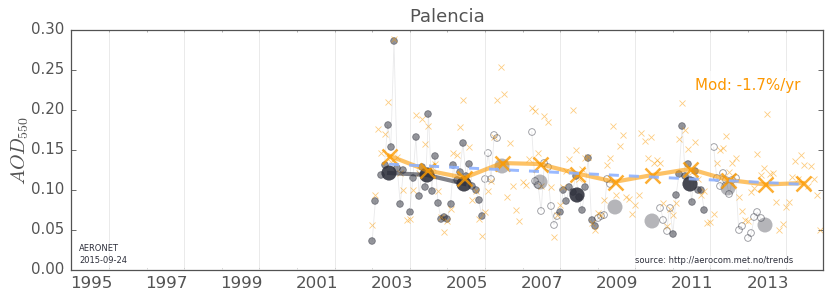 Palencia
0.30
0.25
0.20
0.15
0.10
0.05
0.00
AOD550
Mod: -1.7%/yr
AERONET
2015-09-24
source: http://aerocom.met.no/trends
1995 1997 1999 2001 2003 2005 2007 2009 2011 2013